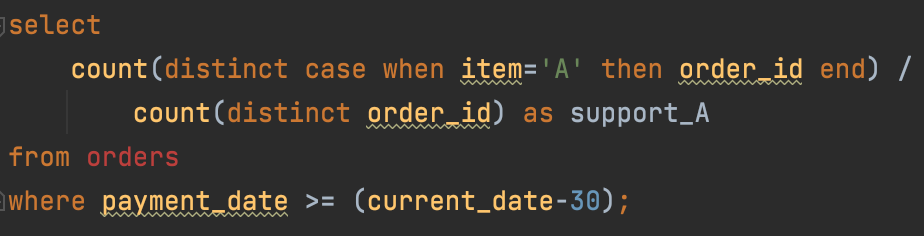 select
count(distinct case when item='A' then order_id end) /
count(distinct order_id) as support_A
from orders
where payment_date >= (current_date-30);